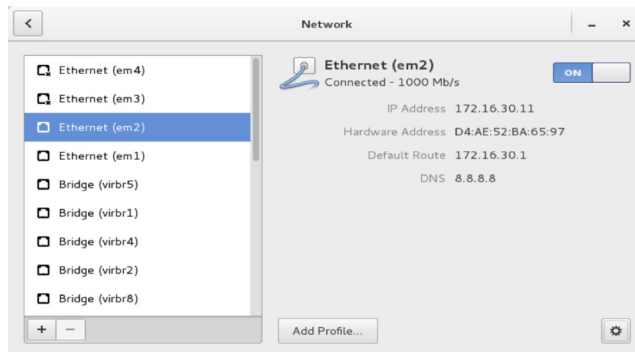 Network
Ethernet (em4)
Ethernet (em3)
Ethernet (em2)
Ethernet (em1)
Bridge (virbr5)
Bridge (virbr1)
Bridge (virbr4)
Bridge (virbr2)
Bridge (virbr8)
Ethernet (em2)
Connected - 1000 Mb/s
ON
IP Address 172.16.30.11
Hardware Address D4:AE:52:BA:65:97
Default Route 172.16.30.1
DNS 8.8.8.8
Add Profile...